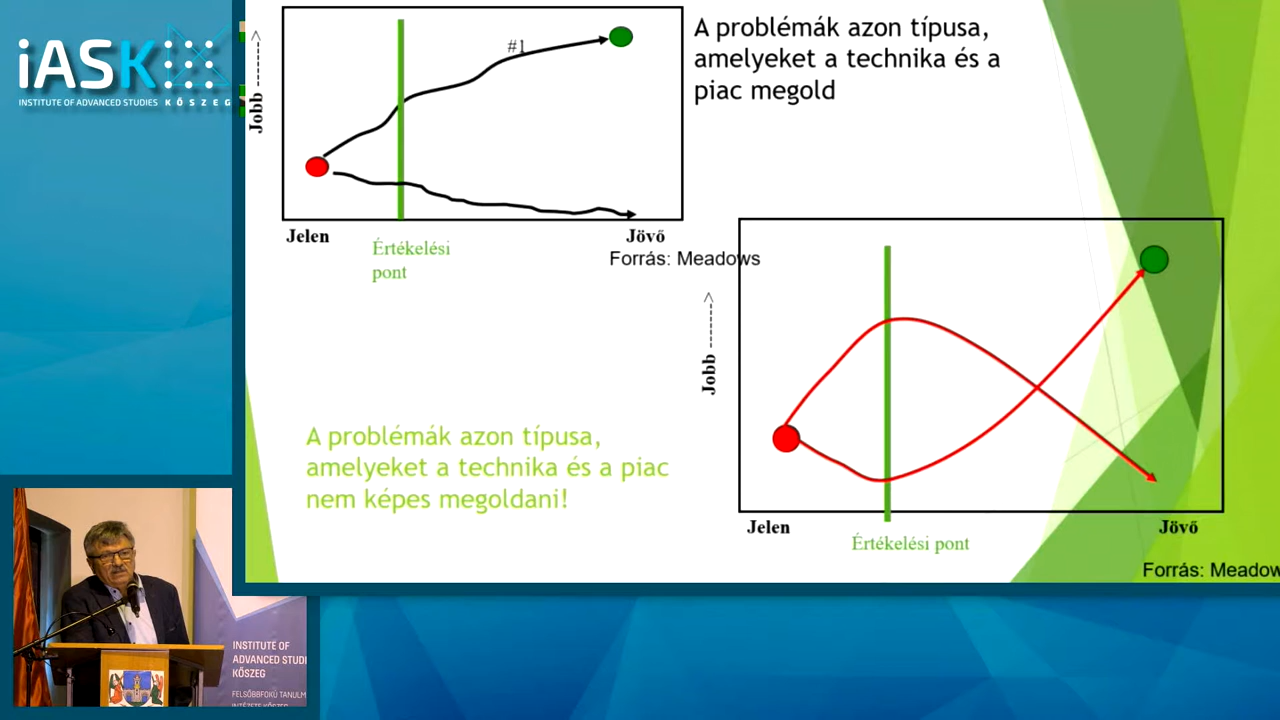 iASK
INSTITUTE OF ADVANCED STUDIES KŐSZEG
Jobb -------->
#1
Jelen
Értékelési
pont
Jövő
Forrás: Meadows
A problémák azon típusa,
amelyeket a technika és a
piac megold
A problémák azon típusa,
amelyeket a technika és a piac
nem képes megoldani!
Jobb -------->
Jelen
Értékelési pont
Jövő
Forrás: Meadow
INSTITUTE OF
ADVANCED STUDI
KŐSZEG
FELSŐBBFOKÚ TANULM
INTÉZETE KŐSZEG